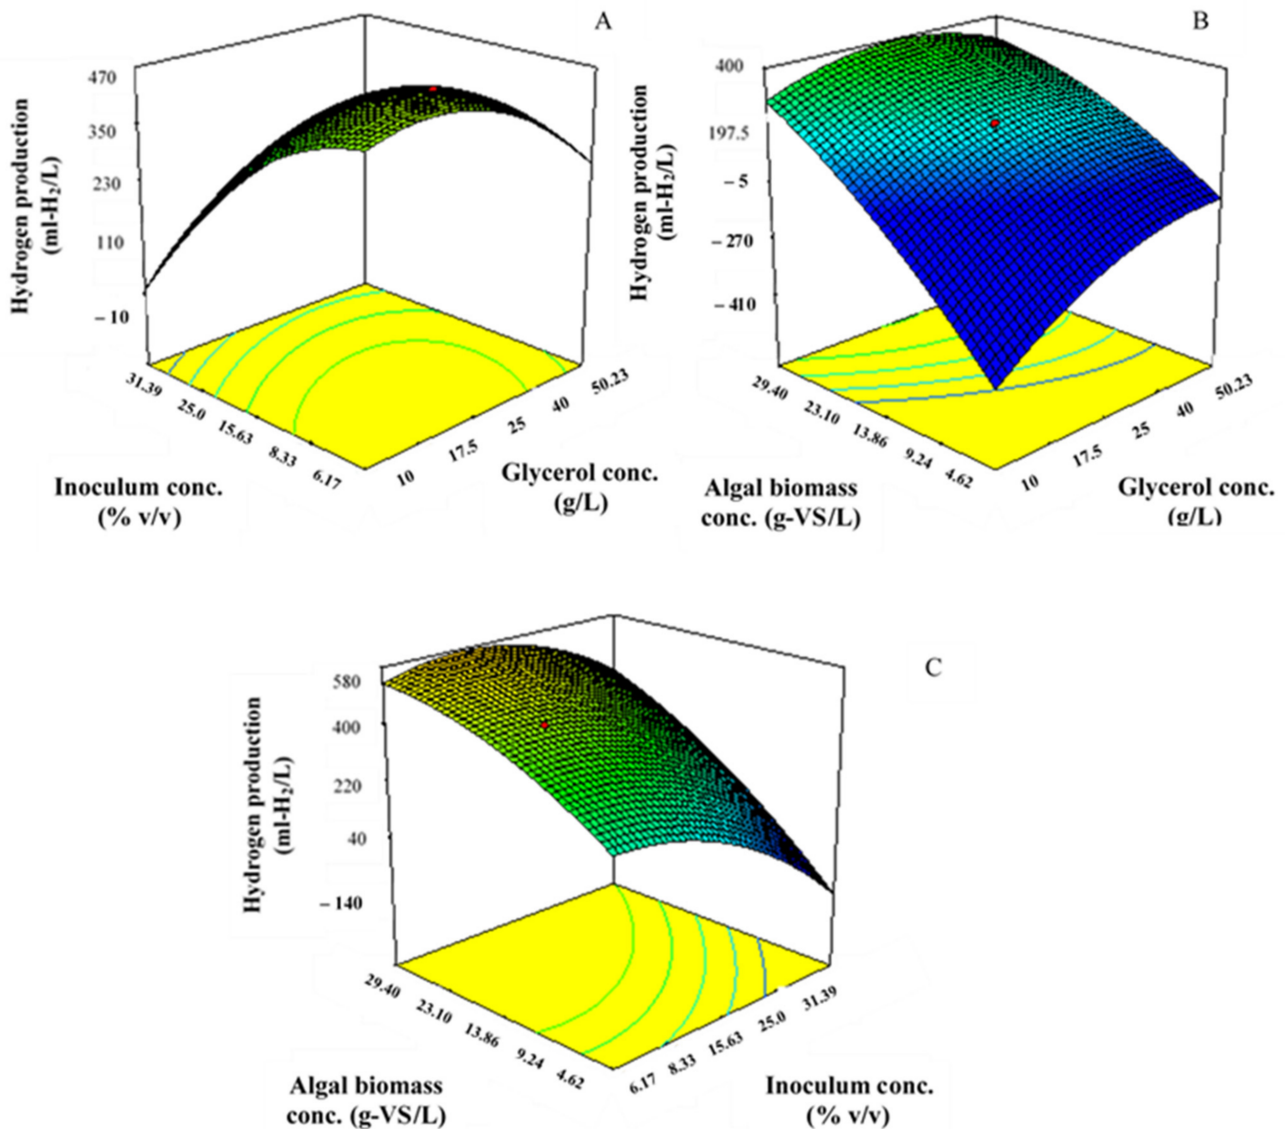 A
470
350
230
110
– 10
Hydrogen production
(ml-H₂/L)
31.39
25.0
15.63
8.33
6.17
Inoculum conc.
(% v/v)
10
17.5
25
40
50.23
Glycerol conc.
(g/L)
B
400
197.5
– 5
– 270
– 410
Hydrogen production
(ml-H₂/L)
29.40
23.10
13.86
9.24
4.62
Algal biomass
conc. (g-VS/L)
10
17.5
25
40
50.23
Glycerol conc.
(g/L)
C
580
400
220
40
– 140
Hydrogen production
(ml-H₂/L)
29.40
23.10
13.86
9.24
4.62
Algal biomass
conc. (g-VS/L)
6.17
8.33
15.63
25.0
31.39
Inoculum conc.
(% v/v)